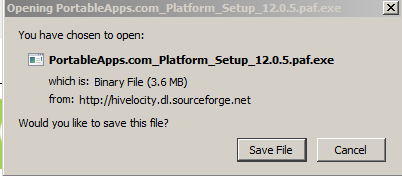 Opening PortableApps.com_Platform_Setup_12.0.5.paf.exe
You have chosen to open:
PortableApps.com_Platform_Setup_12.0.5.paf.exe
which is: Binary File (3.6 MB)
from: http://hivelocity.dl.sourceforge.net
Would you like to save this file?
Save File Cancel